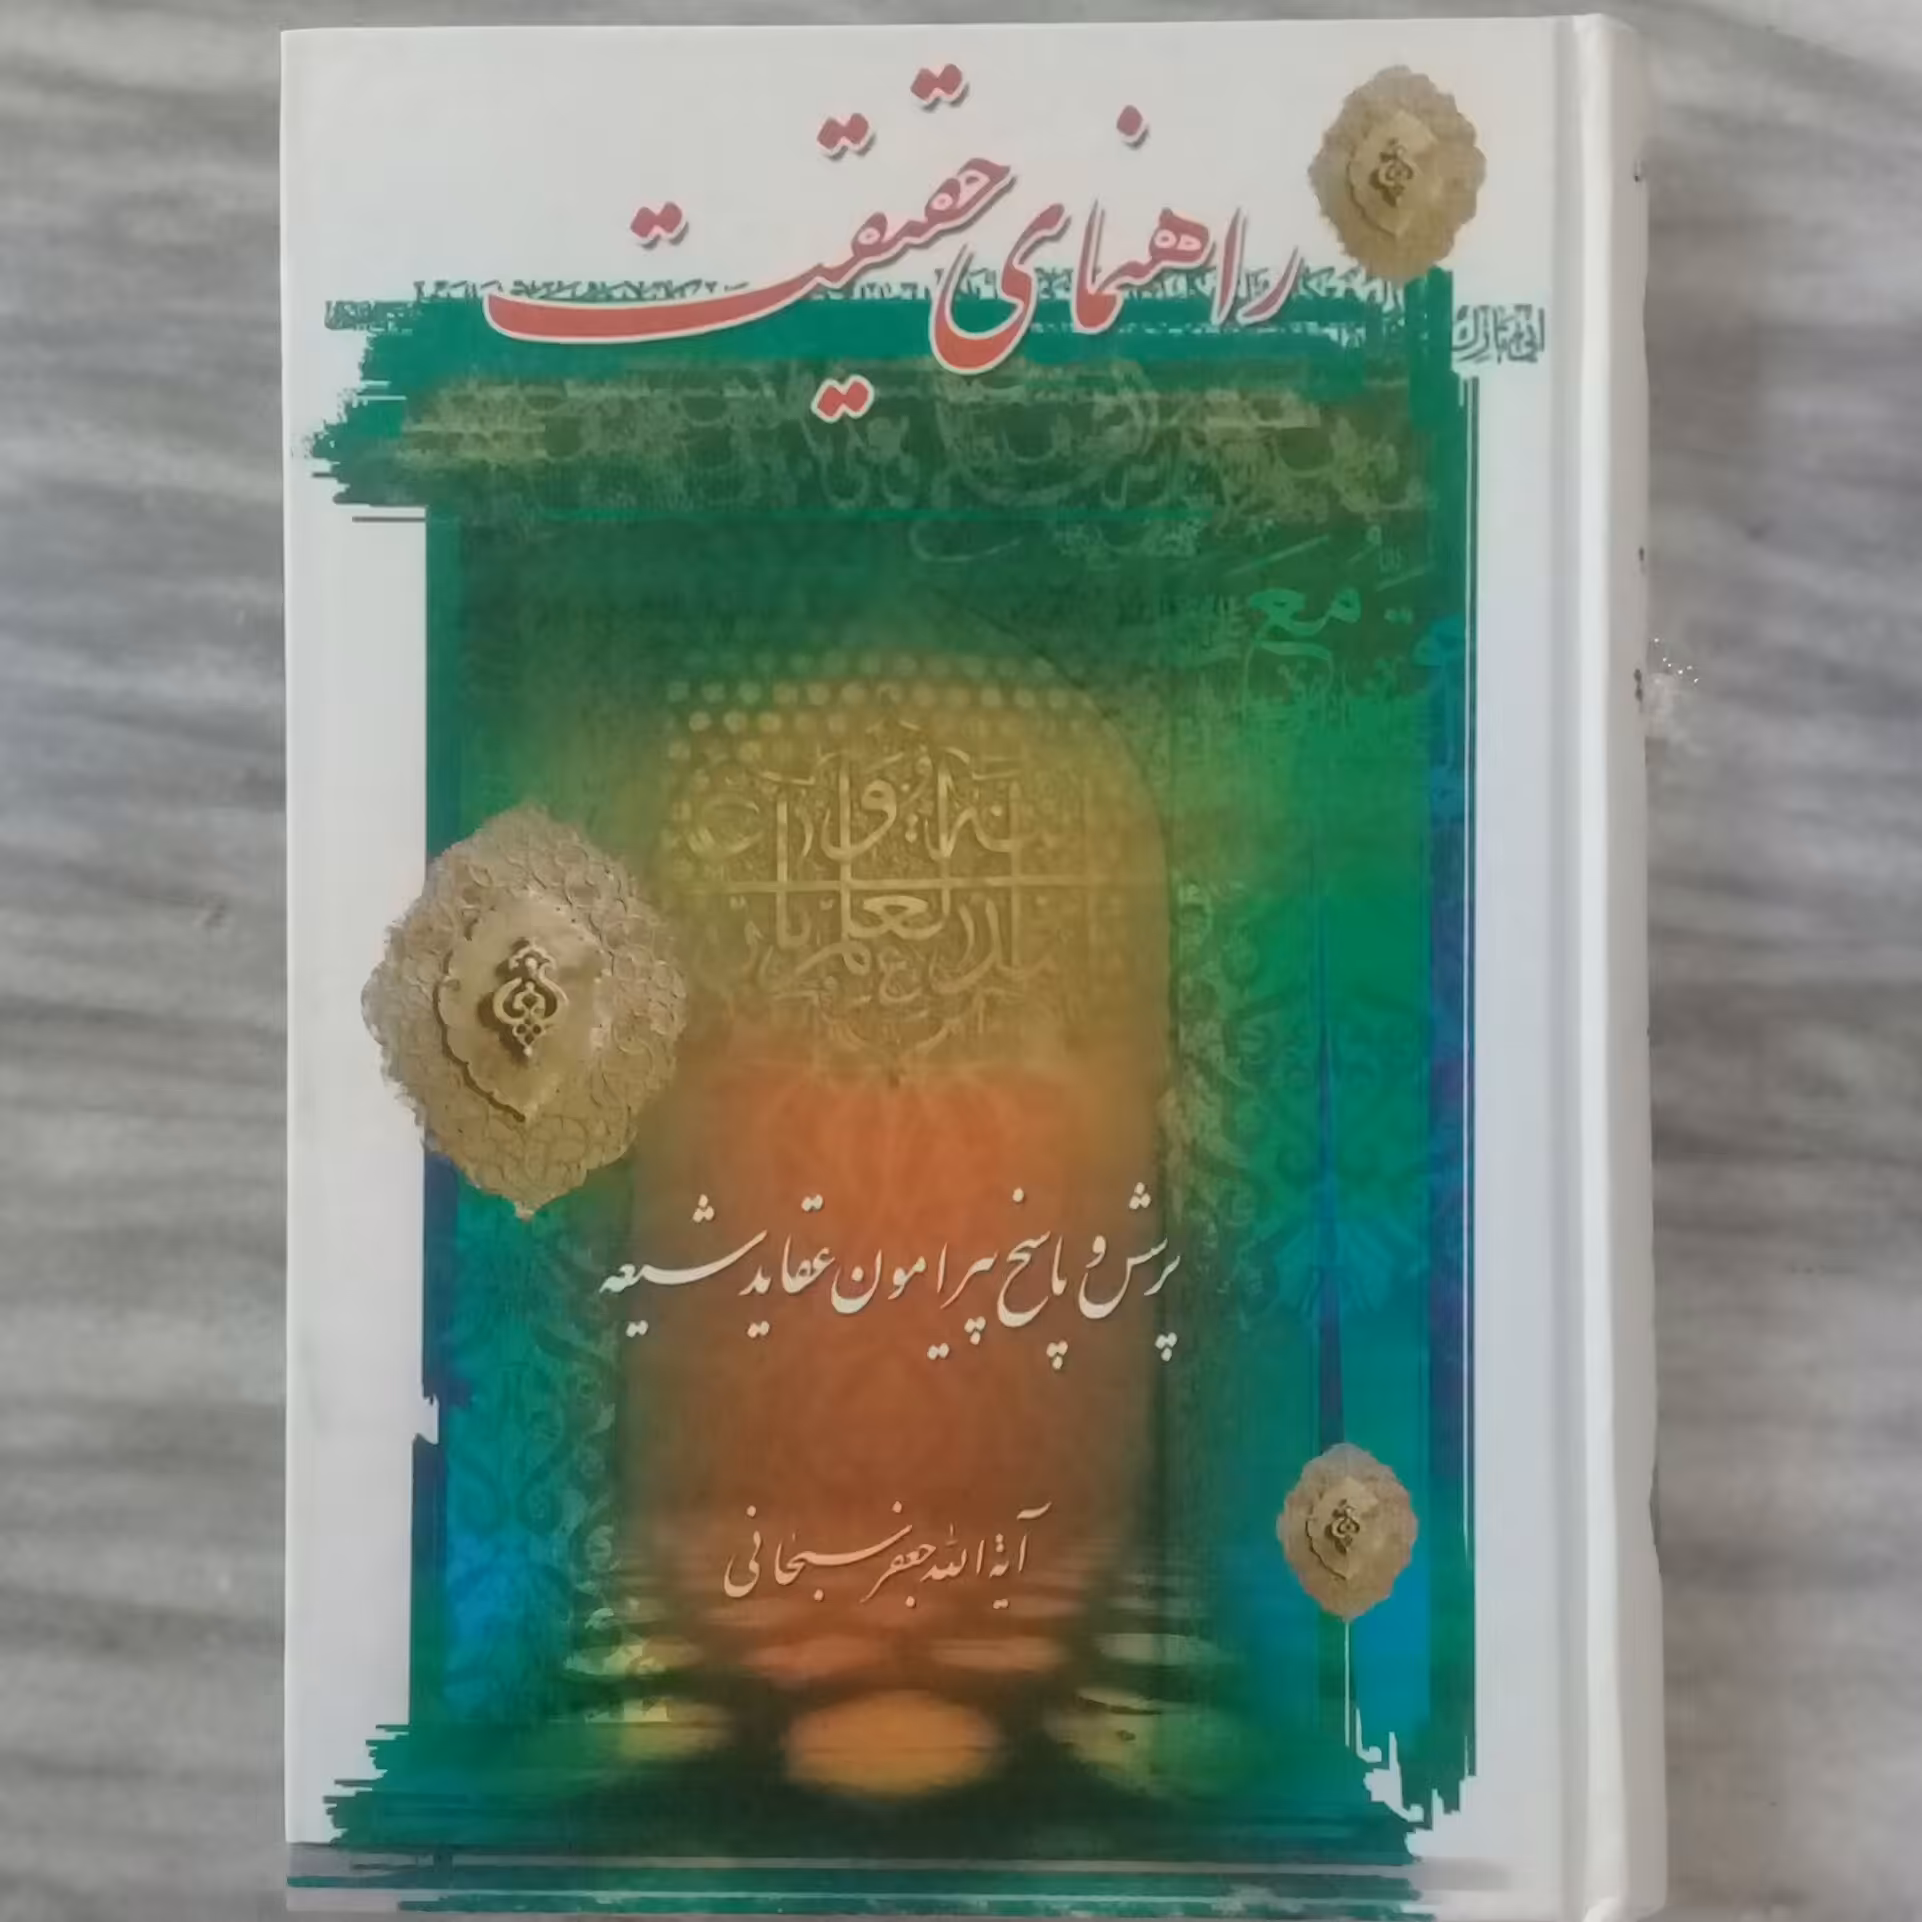 راهنمای حقیقت
پرسش و پاسخ پیرامون عقاید شیعه
آیة الله جعفر سبحانی